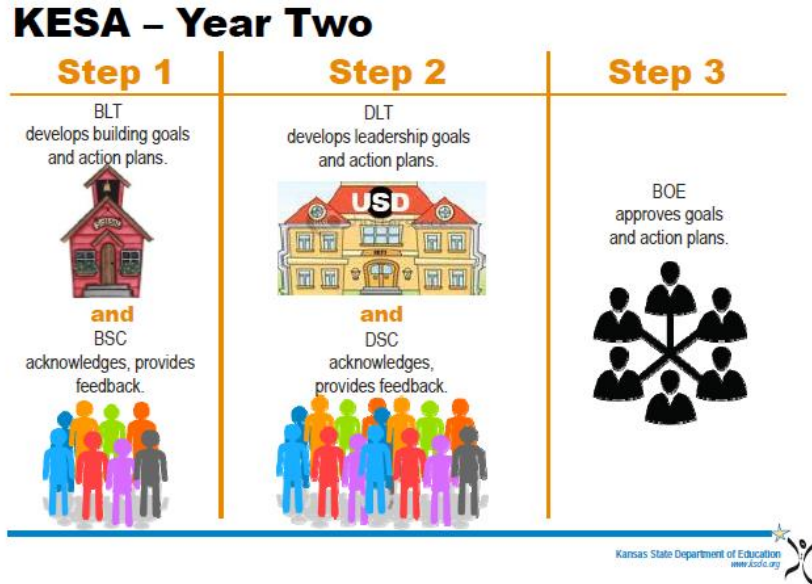 KESA – Year Two
Step 1
BLT
develops building goals
and action plans.
and
BSC
acknowledges, provides
feedback.
Step 2
DLT
develops leadership goals
and action plans.
USD
and
DSC
acknowledges,
provides feedback.
Step 3
BOE
approves goals
and action plans.
Kansas State Department of Education
www.ksde.org